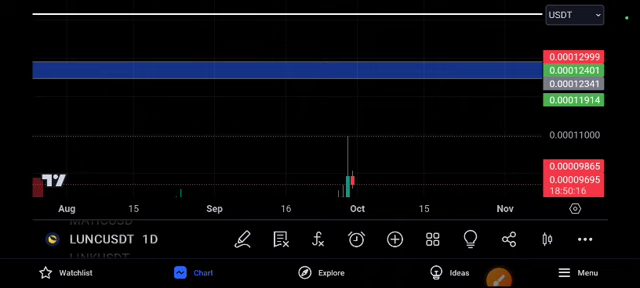 USDT
0.00012999
0.00012401
0.00012341
0.00011914
0.00011000
0.00009865
0.00009695
18:50:16
Aug 15 Sep 16 Oct 15 Nov
LUNCUSDT 1D
Watchlist Chart Explore Ideas Menu